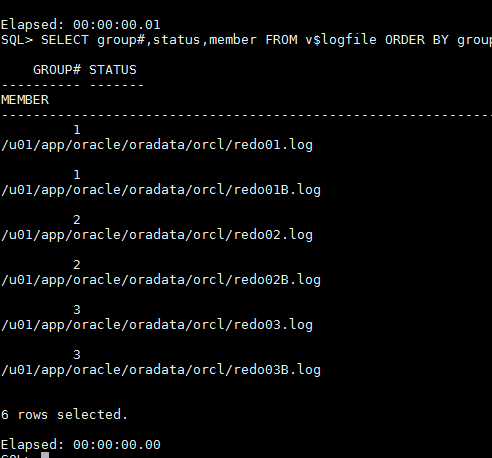 Elapsed: 00:00:00.01
SQL> SELECT group#,status,member FROM v$logfile ORDER BY group
GROUP# STATUS
---------- -------
MEMBER
--------------------------------------------------------------
1
/u01/app/oracle/oradata/orcl/redo01.log
1
/u01/app/oracle/oradata/orcl/redo01B.log
2
/u01/app/oracle/oradata/orcl/redo02.log
2
/u01/app/oracle/oradata/orcl/redo02B.log
3
/u01/app/oracle/oradata/orcl/redo03.log
3
/u01/app/oracle/oradata/orcl/redo03B.log
6 rows selected.
Elapsed: 00:00:00.00
SQL>